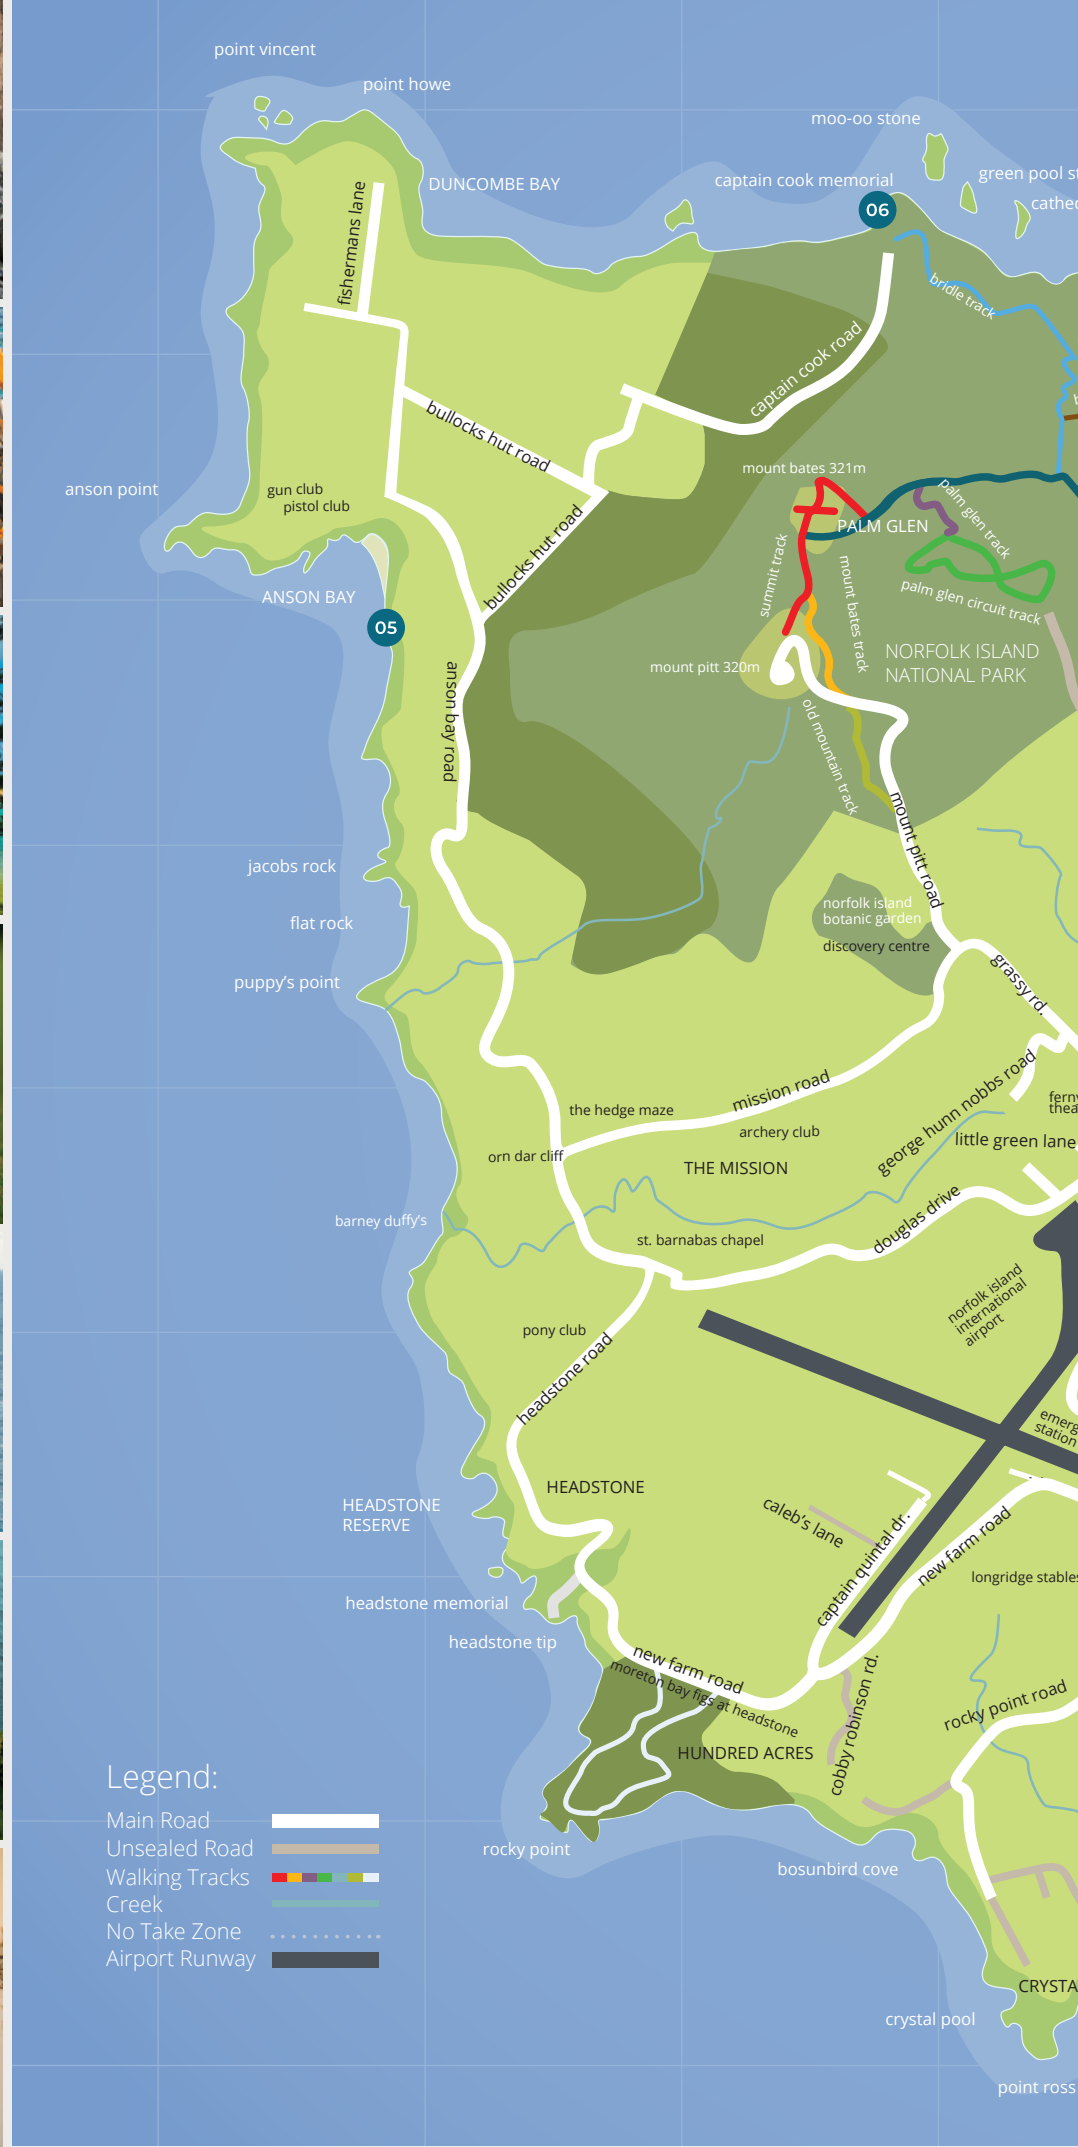 point vincent
point howe
moo-oo stone
DUNCOMBE BAY
captain cook memorial
green pool
06
fishermans lane
bridle track
captain cook road
bullocks hut road
mount bates 321m
anson point
gun club
pistol club
palm glen track
PALM GLEN
bullocks hut road
summit track
mount bates track
palm glen circuit track
ANSON BAY
05
NORFOLK ISLAND
NATIONAL PARK
mount pitt 320m
anson bay road
old mountain track
mount pitt road
jacobs rock
norfolk island
botanic garden
flat rock
discovery centre
puppy's point
grassy rd.
mission road
george hunn nobbs road
the hedge maze
archery club
little green lane
orn dar cliff
THE MISSION
barney duffy's
douglas drive
st. barnabas chapel
norfolk island
international
airport
pony club
headstone road
station
HEADSTONE
HEADSTONE
RESERVE
caleb's lane
captain quintal dr.
new farm road
longridge stables
headstone memorial
headstone tip
new farm road
moreton bay figs at headstone
cobby robinson rd.
rocky point road
HUNDRED ACRES
rocky point
bosunbird cove
Legend:
Main Road
Unsealed Road
Walking Tracks
Creek
No Take Zone
Airport Runway
crystal pool
point ross